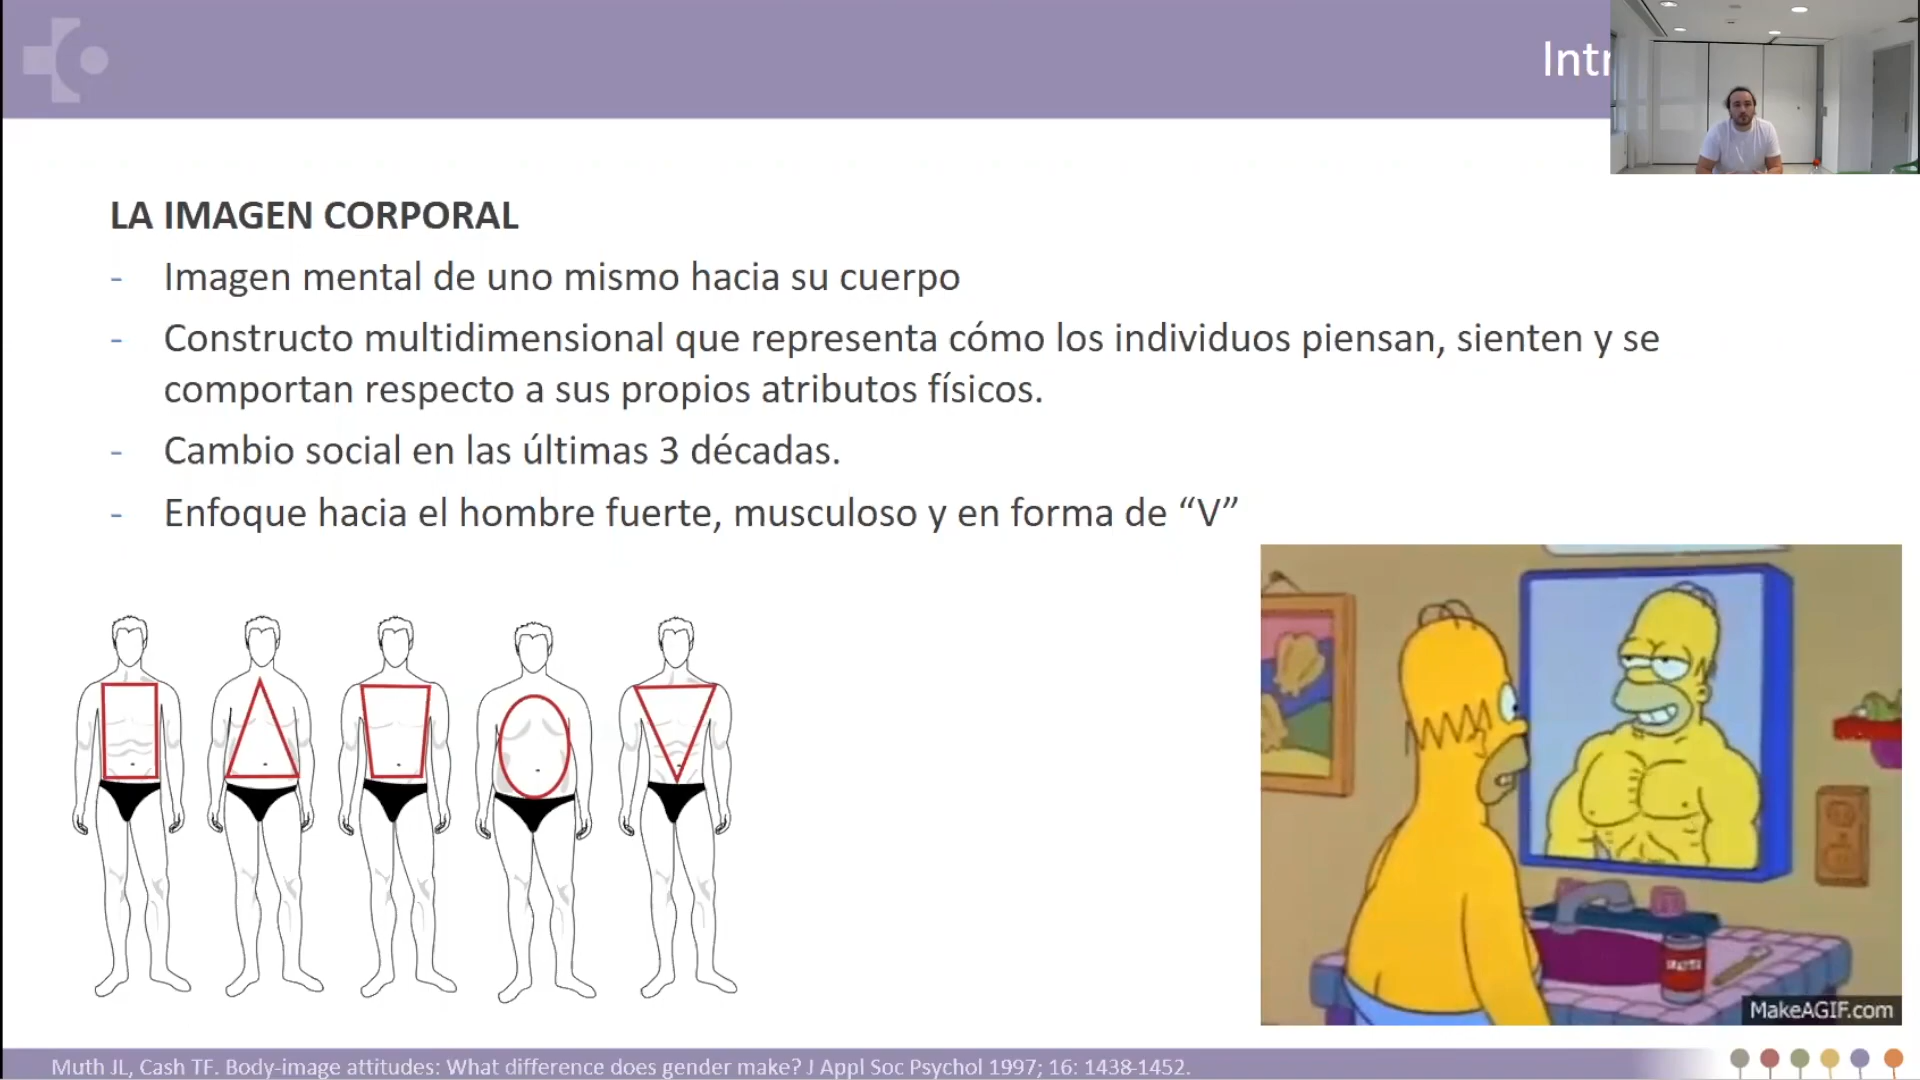 Intr
LA IMAGEN CORPORAL
- Imagen mental de uno mismo hacia su cuerpo
- Constructo multidimensional que representa cómo los individuos piensan, sienten y se
comportan respecto a sus propios atributos físicos.
- Cambio social en las últimas 3 décadas.
- Enfoque hacia el hombre fuerte, musculoso y en forma de “V”
MakeAGIF.com
Muth JL, Cash TF. Body-image attitudes: What difference does gender make? J Appl Soc Psychol 1997; 16: 1438-1452.